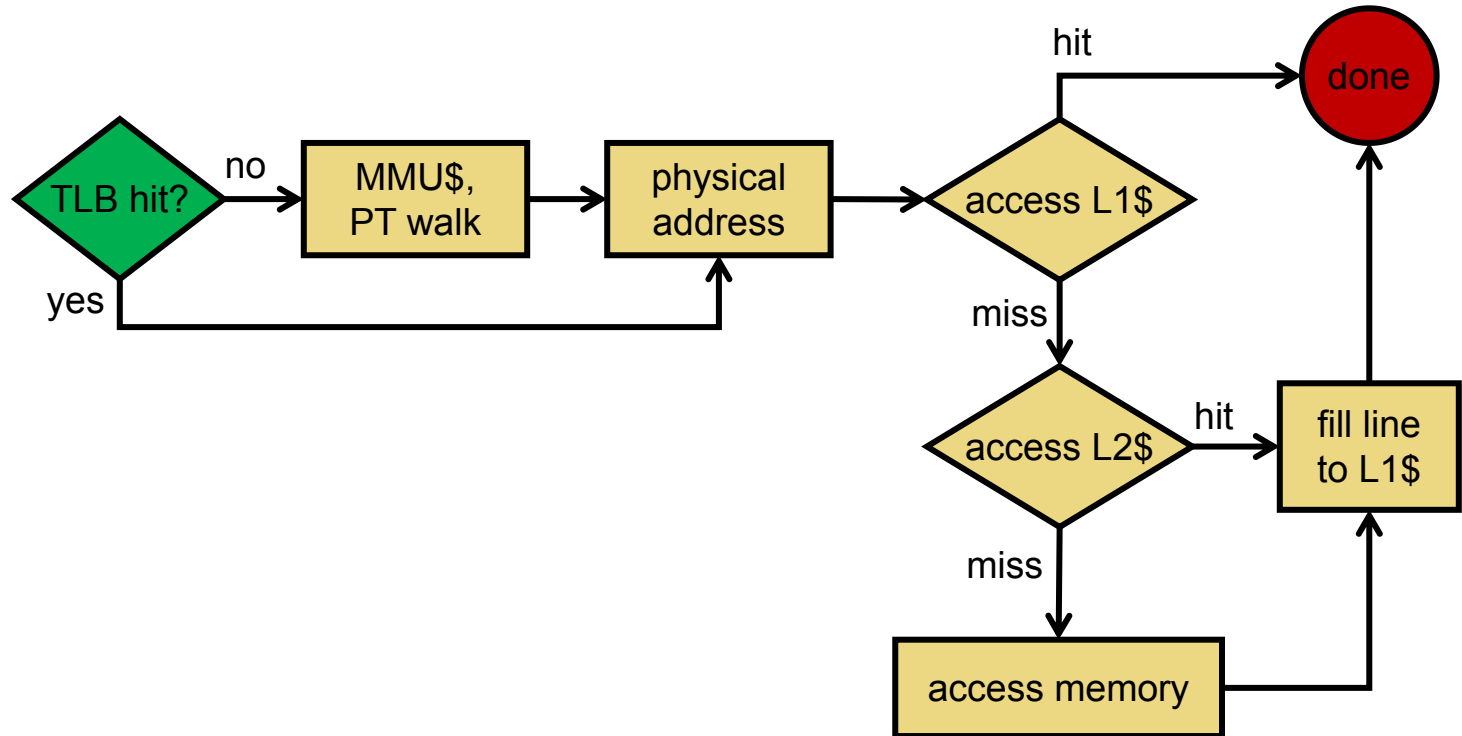 hit
done
TLB hit?
no
MMU$,
PT walk
physical
address
access L1$
yes
miss
access L2$
hit
fill line
to L1$
miss
access memory